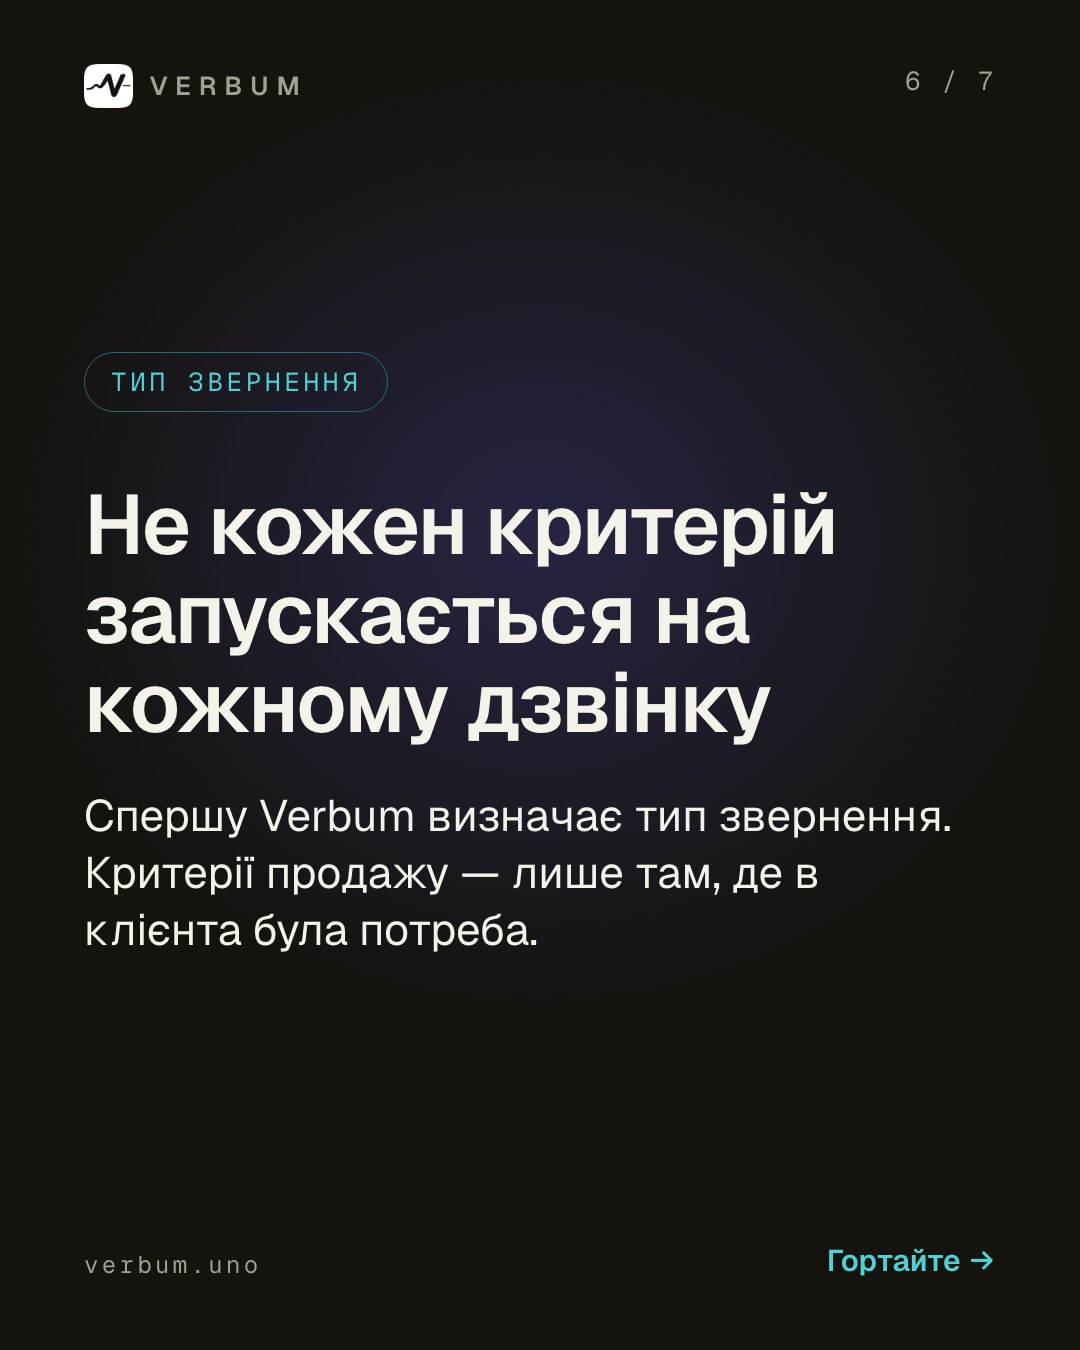 VERBUM
6 / 7
ТИП ЗВЕРНЕННЯ
Не кожен критерій
запускається на
кожному дзвінку
Спершу Verbum визначає тип звернення.
Критерії продажу — лише там, де в
клієнта була потреба.
verbum.uno
Гортайте →